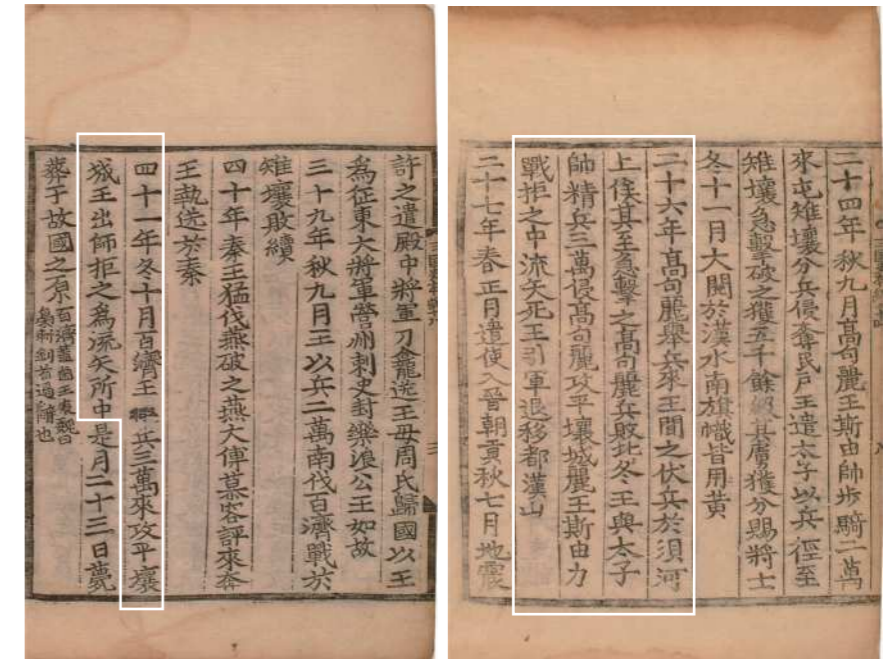 許之遣殿中將軍刀龕送王母周氏歸國以王
為征東大將軍營州刺史封樂浪公王如故
三十九年秋九月王以兵二萬南伐百濟戰於
雉壤敗績
四十年秦王猛伐燕破之燕大傅慕容評來奔
王執送於秦
四十一年冬十月百濟王兵三萬來攻平壤
城王出師拒之爲流矢所中是月二十三日薨
葬于故國之原百濟蓋鹵王表魏曰
梟斬釗首過辭也
二十四年秋九月高句麗王斯由帥步騎二萬
來屯雉壤分兵侵奪民戶王遣太子以兵徑至
雉壤急擊破之獲五千餘級其虜獲分賜將士
冬十一月大閱於漢水南旗幟皆用黃
二十六年高句麗舉兵來王聞之伏兵於浿河
上俟其至急擊之高句麗兵敗北冬王與太子
帥精兵三萬侵高句麗攻平壤城麗王斯由力
戰拒之中流矢死王引軍退移都漢山
二十七年春正月遣使入晉朝貢秋七月地震